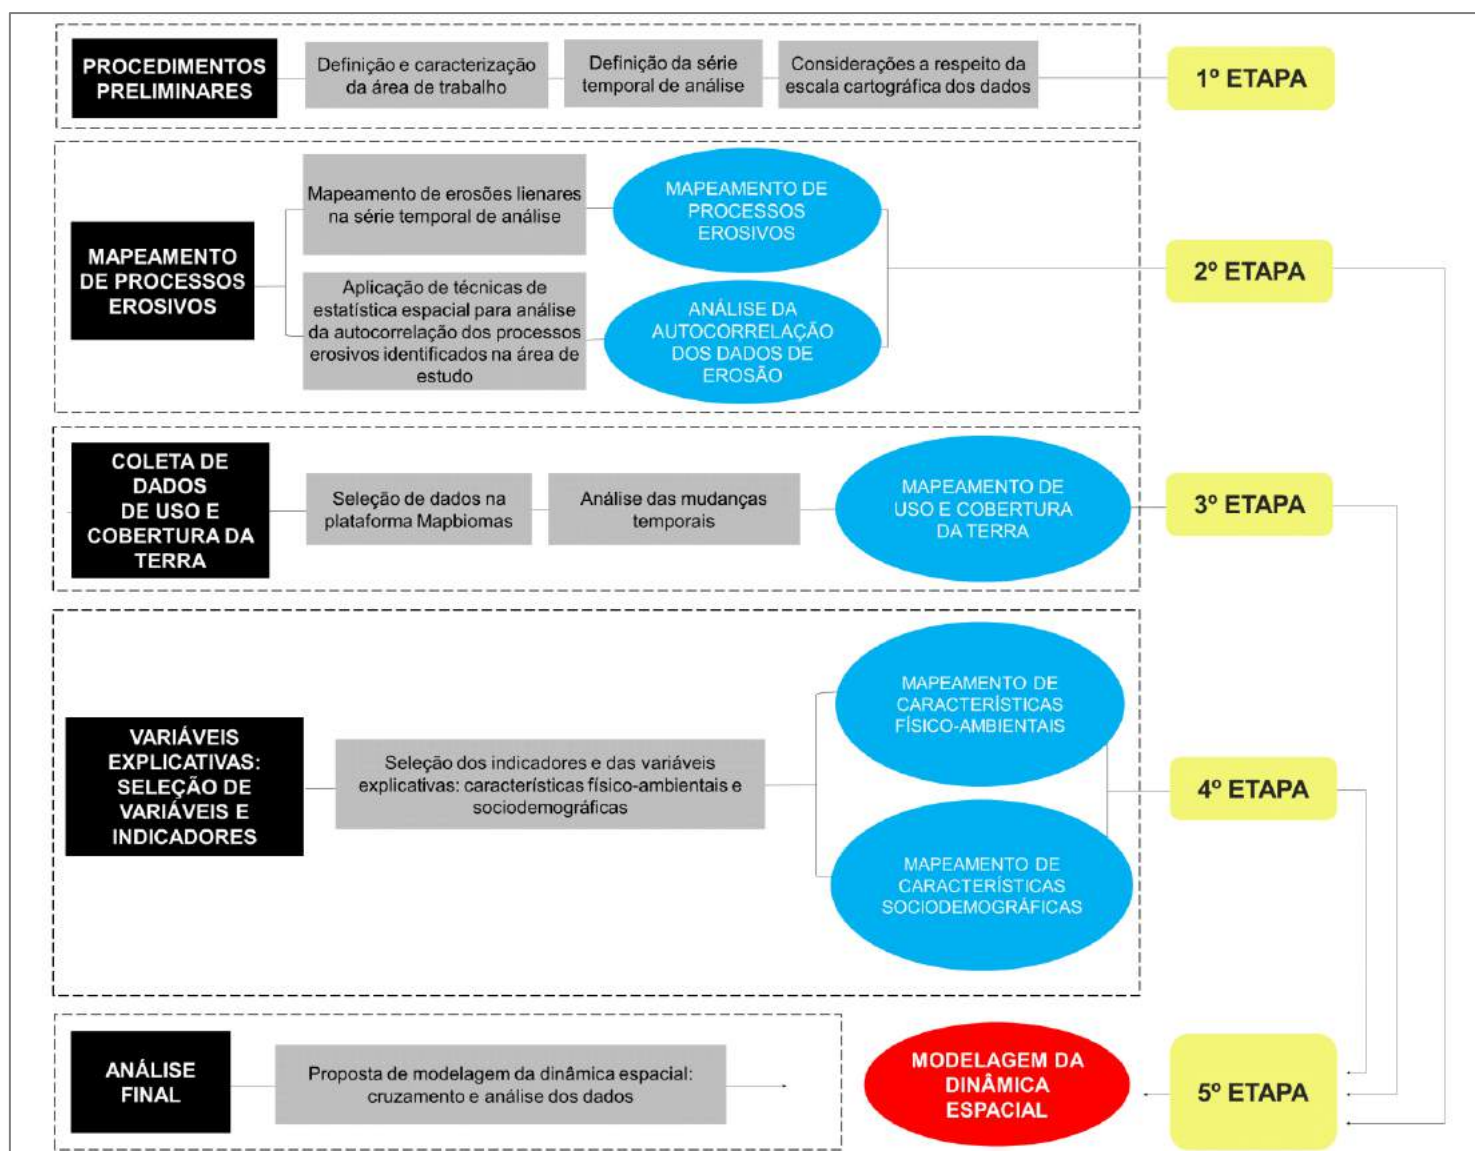 PROCEDIMENTOS
PRELIMINARES
Definição e caracterização
da área de trabalho
Definição da série
temporal de análise
Considerações a respeito da
escala cartográfica dos dados
1º ETAPA
MAPEAMENTO
DE PROCESSOS
EROSIVOS
Mapeamento de erosões lienares
na série temporal de análise
MAPEAMENTO DE
PROCESSOS
EROSIVOS
Aplicação de técnicas de
estatística espacial para análise
da autocorrelação dos processos
erosivos identificados na área de
estudo
ANÁLISE DA
AUTOCORRELAÇÃO
DOS DADOS DE
EROSÃO
2º ETAPA
COLETA DE
DADOS
DE USO E
COBERTURA DA
TERRA
Seleção de dados na
plataforma Mapbiomas
Análise das mudanças
temporais
MAPEAMENTO DE
USO E COBERTURA
DA TERRA
3º ETAPA
VARIÁVEIS
EXPLICATIVAS:
SELEÇÃO DE
VARIÁVEIS E
INDICADORES
Seleção dos indicadores e das variáveis
explicativas: características físico-ambientais e
sociodemográficas
MAPEAMENTO DE
CARACTERÍSTICAS
FÍSICO-AMBIENTAIS
MAPEAMENTO DE
CARACTERÍSTICAS
SOCIODEMOGRÁFICAS
4º ETAPA
ANÁLISE
FINAL
Proposta de modelagem da dinâmica espacial:
cruzamento e análise dos dados
MODELAGEM DA
DINÂMICA
ESPACIAL
5º ETAPA